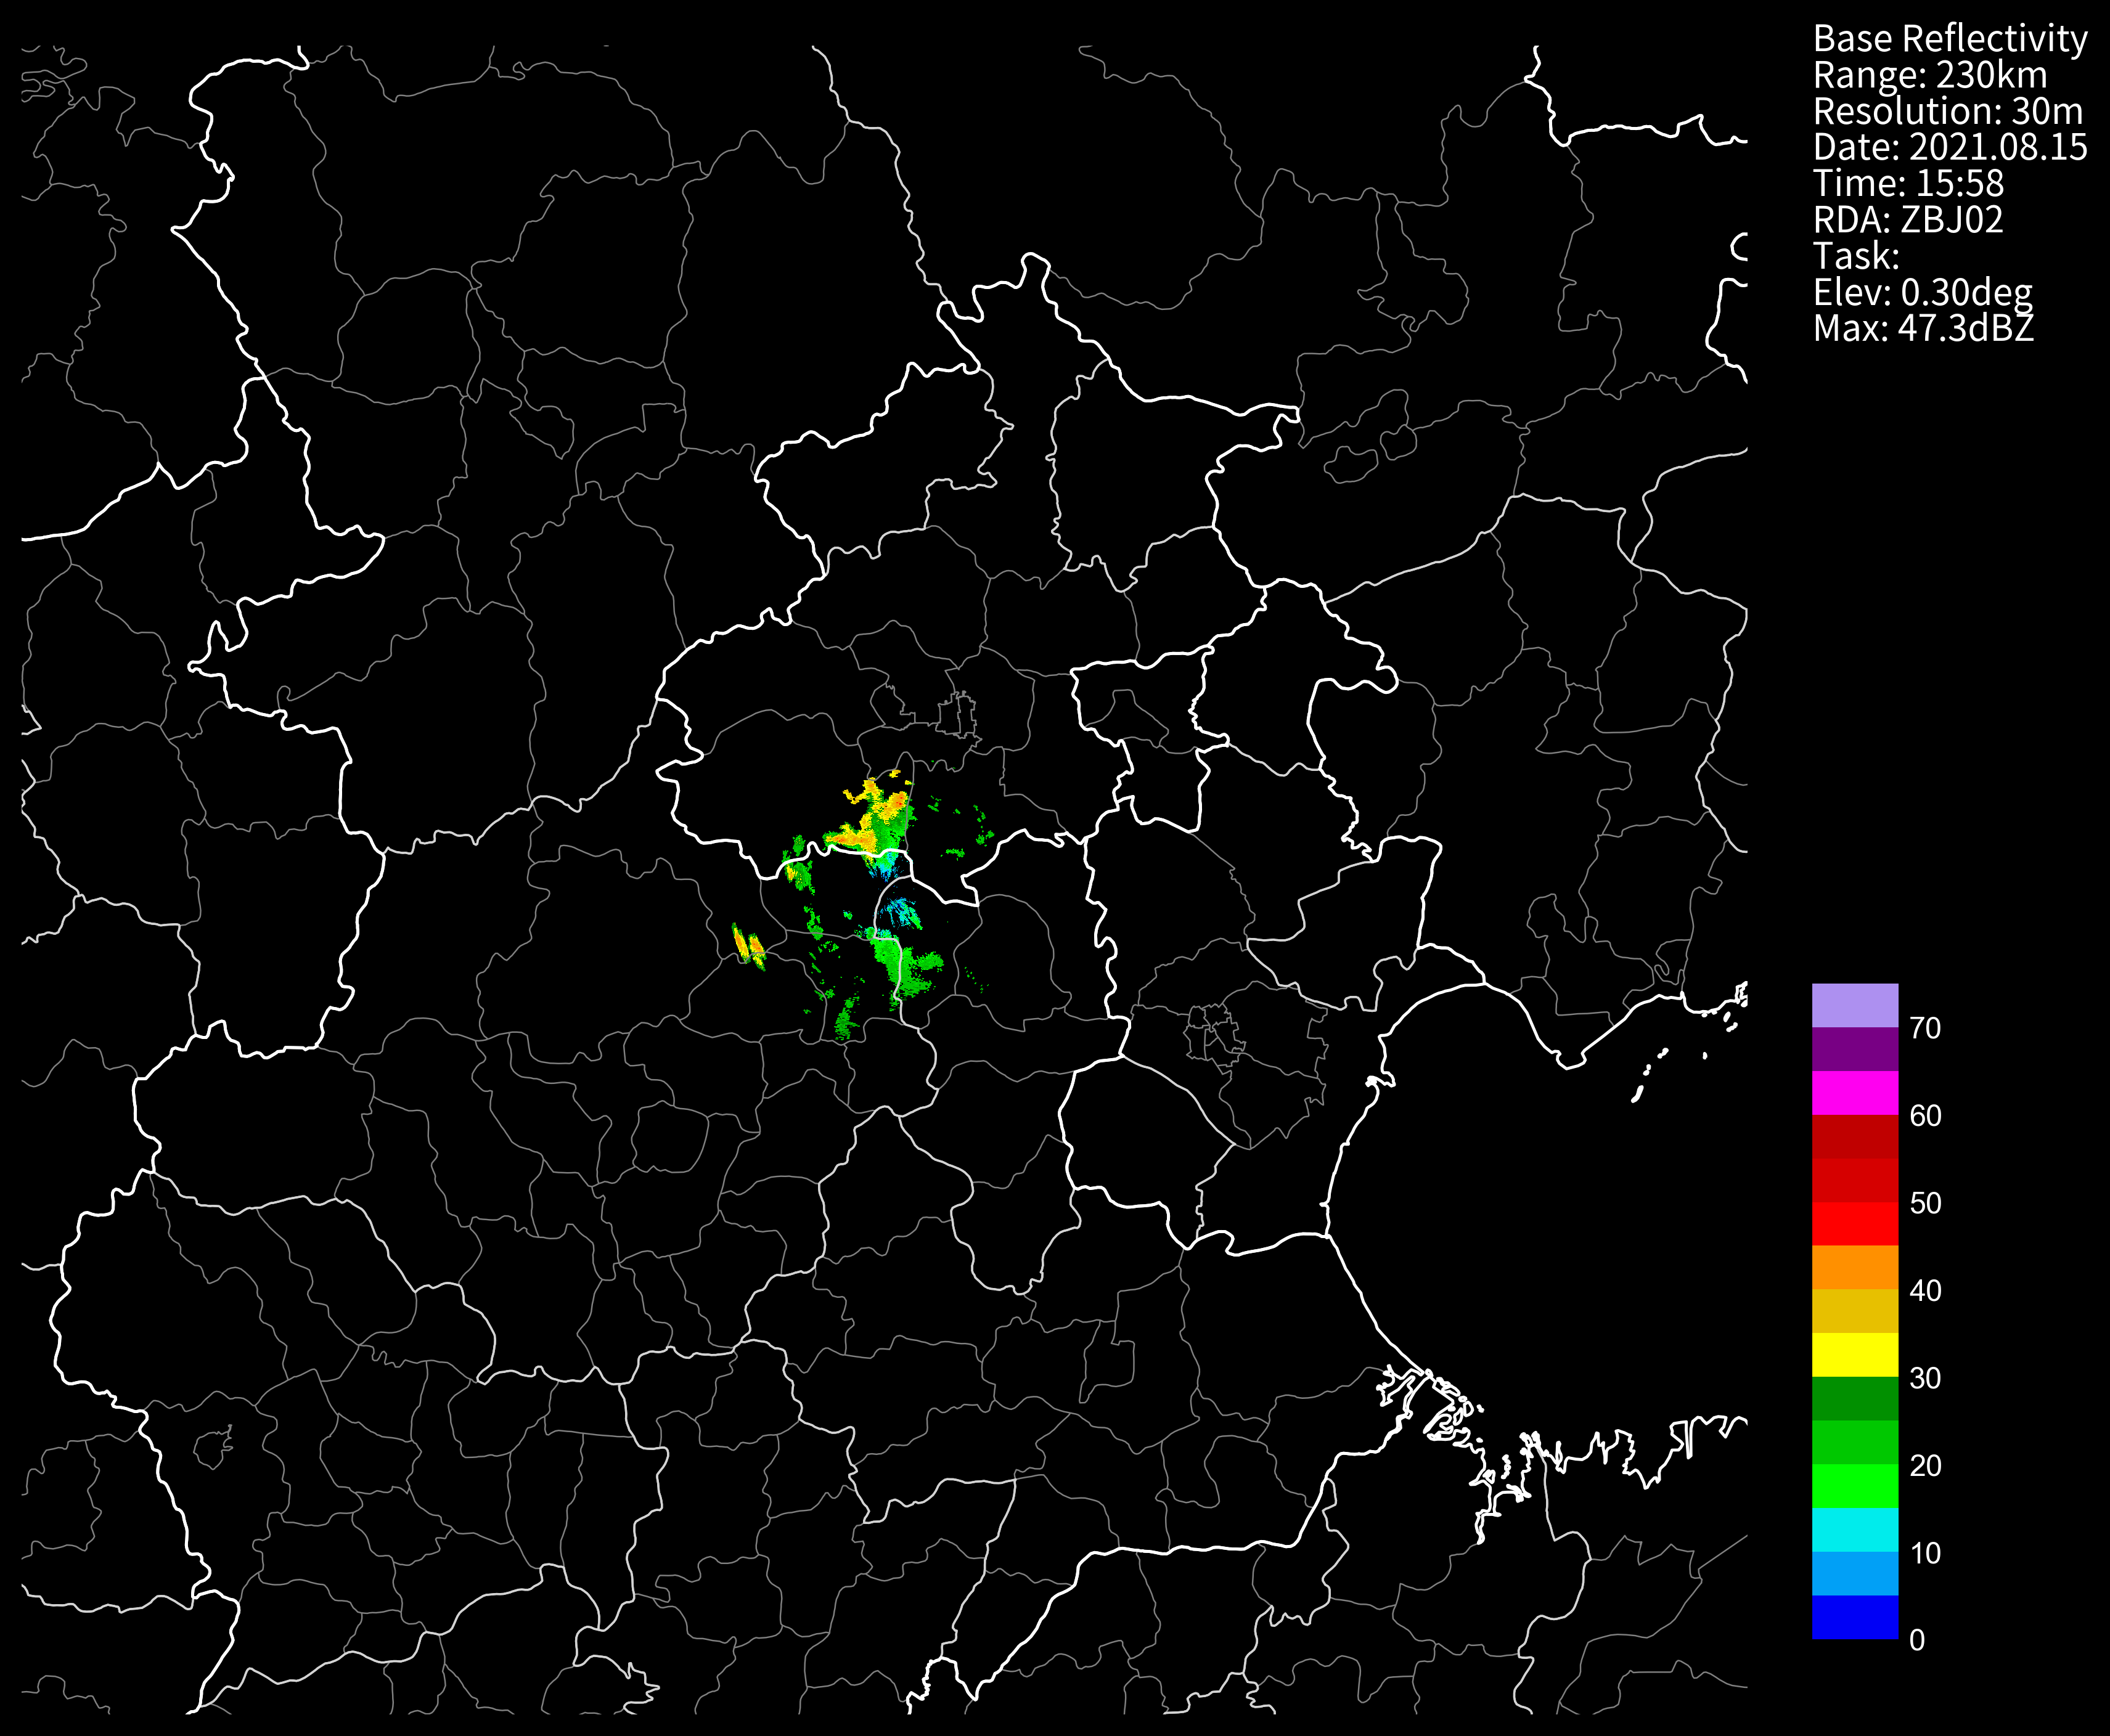 Base Reflectivity
Range: 230km
Resolution: 30m
Date: 2021.08.15
Time: 15:58
RDA: ZBJ02
Task:
Elev: 0.30deg
Max: 47.3dBZ
70
60
50
40
30
20
10
0